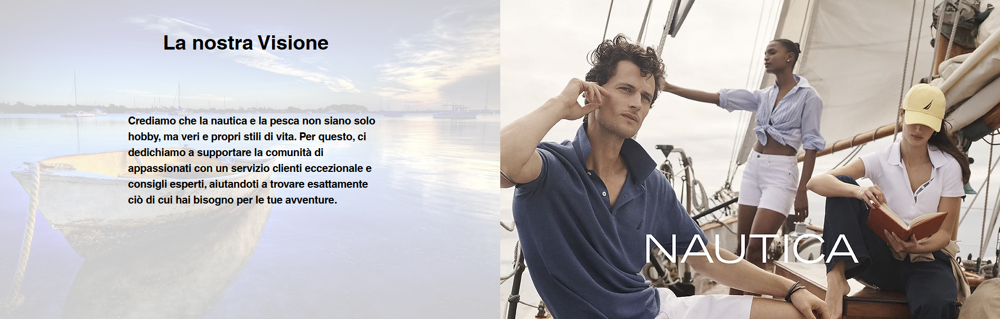 La nostra Visione
Crediamo che la nautica e la pesca non siano solo
hobby, ma veri e propri stili di vita. Per questo, ci
dedichiamo a supportare la comunità di
appassionati con un servizio clienti eccezionale e
consigli esperti, aiutandoti a trovare esattamente
ciò di cui hai bisogno per le tue avventure.
NAUTICA